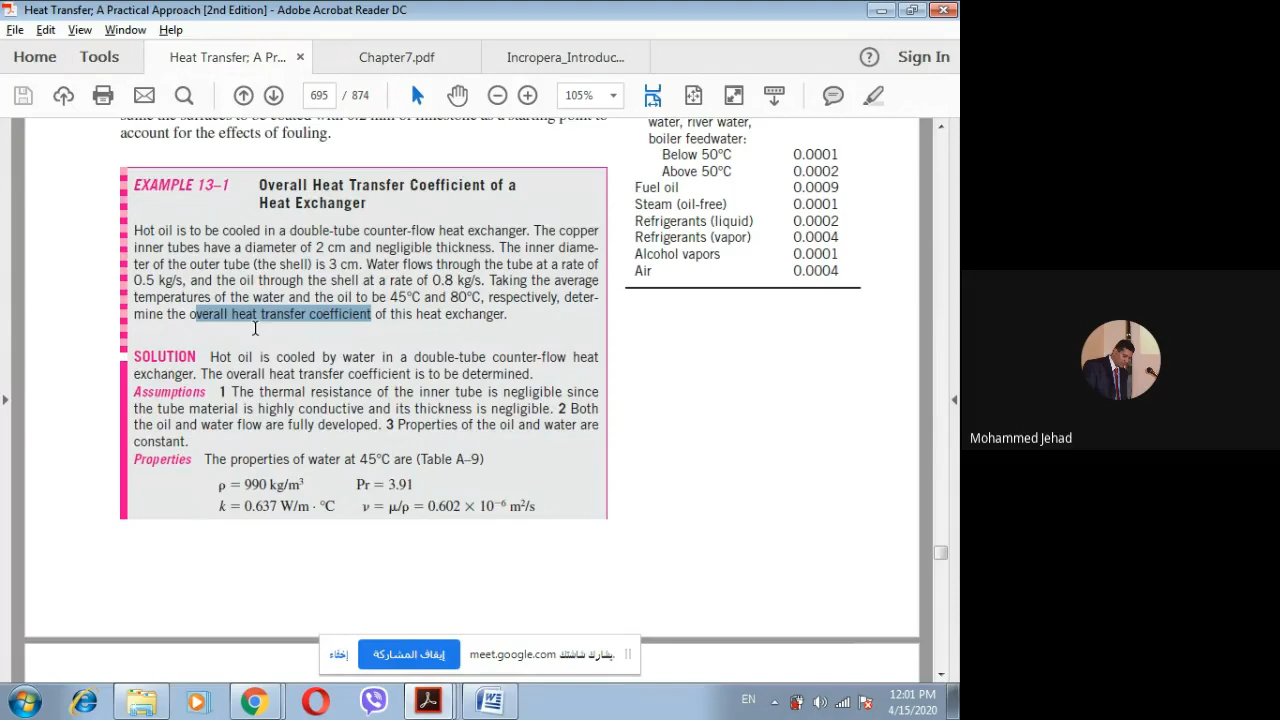 Heat Transfer; A Practical Approach [2nd Edition] - Adobe Acrobat Reader DC
File Edit View Window Help
Home Tools Heat Transfer; A Pr... × Chapter7.pdf Incropera_Introduc... Sign In
695 / 874 105%
account for the effects of fouling.
EXAMPLE 13–1 Overall Heat Transfer Coefficient of a
Heat Exchanger
Hot oil is to be cooled in a double-tube counter-flow heat exchanger. The copper
inner tubes have a diameter of 2 cm and negligible thickness. The inner diame-
ter of the outer tube (the shell) is 3 cm. Water flows through the tube at a rate of
0.5 kg/s, and the oil through the shell at a rate of 0.8 kg/s. Taking the average
temperatures of the water and the oil to be 45°C and 80°C, respectively, deter-
mine the overall heat transfer coefficient of this heat exchanger.
SOLUTION Hot oil is cooled by water in a double-tube counter-flow heat
exchanger. The overall heat transfer coefficient is to be determined.
Assumptions 1 The thermal resistance of the inner tube is negligible since
the tube material is highly conductive and its thickness is negligible. 2 Both
the oil and water flow are fully developed. 3 Properties of the oil and water are
constant.
Properties The properties of water at 45°C are (Table A–9)
ρ = 990 kg/m³ Pr = 3.91
k = 0.637 W/m · °C ν = μ/ρ = 0.602 × 10⁻⁶ m²/s
water, river water,
boiler feedwater:
Below 50°C 0.0001
Above 50°C 0.0002
Fuel oil 0.0009
Steam (oil-free) 0.0001
Refrigerants (liquid) 0.0002
Refrigerants (vapor) 0.0004
Alcohol vapors 0.0001
Air 0.0004
Mohammed Jehad
يشارك شاشتك meet.google.com.
إيقاف المشاركة
إخفاء
EN
12:01 PM
4/15/2020